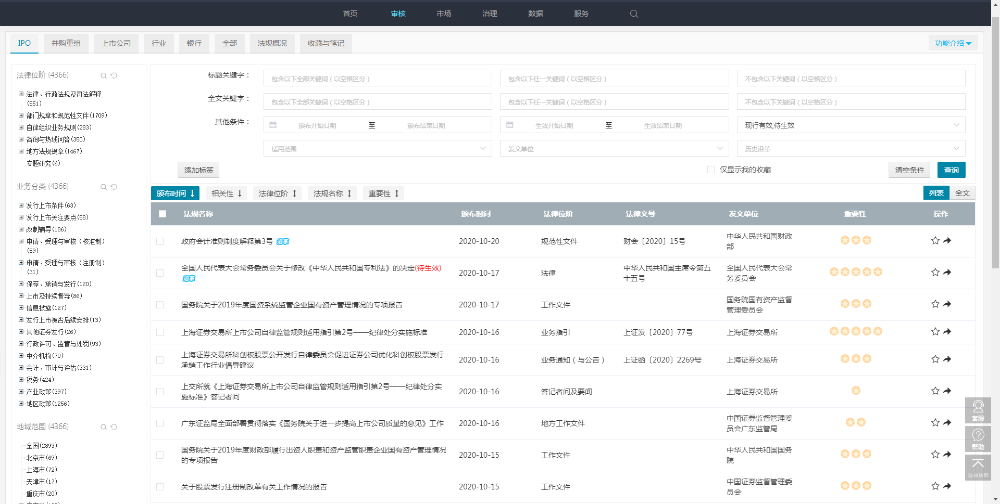 首页 审核 市场 治理 数据 服务
IPO 并购重组 上市公司 行业 银行 全部 法规概况 收藏与笔记 功能介绍
法律位阶 (4366)
法律、行政法规及司法解释
(551)
部门规章和规范性文件(1709)
自律组织业务规则(283)
咨询与热线问答(350)
地方法规规章(1467)
专题研究(6)
业务分类 (4366)
发行上市条件(63)
发行上市关注要点(58)
改制辅导(186)
申请、受理与审核（核准制）
(59)
申请、受理与审核（注册制）
(31)
保荐、承销与发行(120)
上市及持续督导(86)
信息披露(127)
发行上市被否后续安排(13)
其他证券发行(26)
行政许可、监管与处罚(93)
中介机构(70)
会计、审计与评估(331)
税务(424)
产业政策(397)
地区政策(1256)
地域范围 (4366)
全国(2893)
北京市(69)
上海市(72)
天津市(17)
重庆市(20)
标题关键字： 包含以下全部关键词（以空格区分） 包含以下任一关键词（以空格区分） 不包含以下关键词（以空格区分）
全文关键字： 包含以下全部关键词（以空格区分） 包含以下任一关键词（以空格区分） 不包含以下关键词（以空格区分）
其他条件： 颁布开始日期 至 颁布结束日期 生效开始日期 至 生效结束日期 现行有效,待生效
适用范围 发文单位 历史沿革
添加标签 仅显示我的收藏 清空条件 查询
颁布时间 相关性 法律位阶 法规名称 重要性 列表 全文
法规名称 颁布时间 法律位阶 法律文号 发文单位 重要性 操作
政府会计准则制度解释第3号 沿革 2020-10-20 规范性文件 财会〔2020〕15号 中华人民共和国财政
部
全国人民代表大会常务委员会关于修改《中华人民共和国专利法》的决定(待生效)
沿革 2020-10-17 法律 中华人民共和国主席令第五
十五号 全国人民代表大会常
务委员会
国务院关于2019年度国资系统监管企业国有资产管理情况的专项报告 2020-10-17 工作文件 国务院国有资产监督
管理委员会
上海证券交易所上市公司自律监管规则适用指引第2号——纪律处分实施标准 2020-10-16 业务指引 上证发〔2020〕77号 上海证券交易所
上海证券交易所科创板股票公开发行自律委员会促进证券公司优化科创板股票发行
承销工作行业倡导建议 2020-10-16 业务通知（与公告） 上证函〔2020〕2269号 上海证券交易所
上交所就《上海证券交易所上市公司自律监管规则适用指引第2号——纪律处分实
施标准》答记者问 2020-10-16 答记者问及要闻 上海证券交易所
广东证监局全面部署贯彻落实《国务院关于进一步提高上市公司质量的意见》工作 2020-10-16 地方工作文件 中国证券监督管理委
员会广东监管局
国务院关于2019年度财政部履行出资人职责和资产监管职责企业国有资产管理情况
的专项报告 2020-10-15 工作文件 中华人民共和国国务
院
关于股票发行注册制改革有关工作情况的报告 2020-10-15 工作文件 中国证券监督管理委
员会
客服
帮助
返回顶部